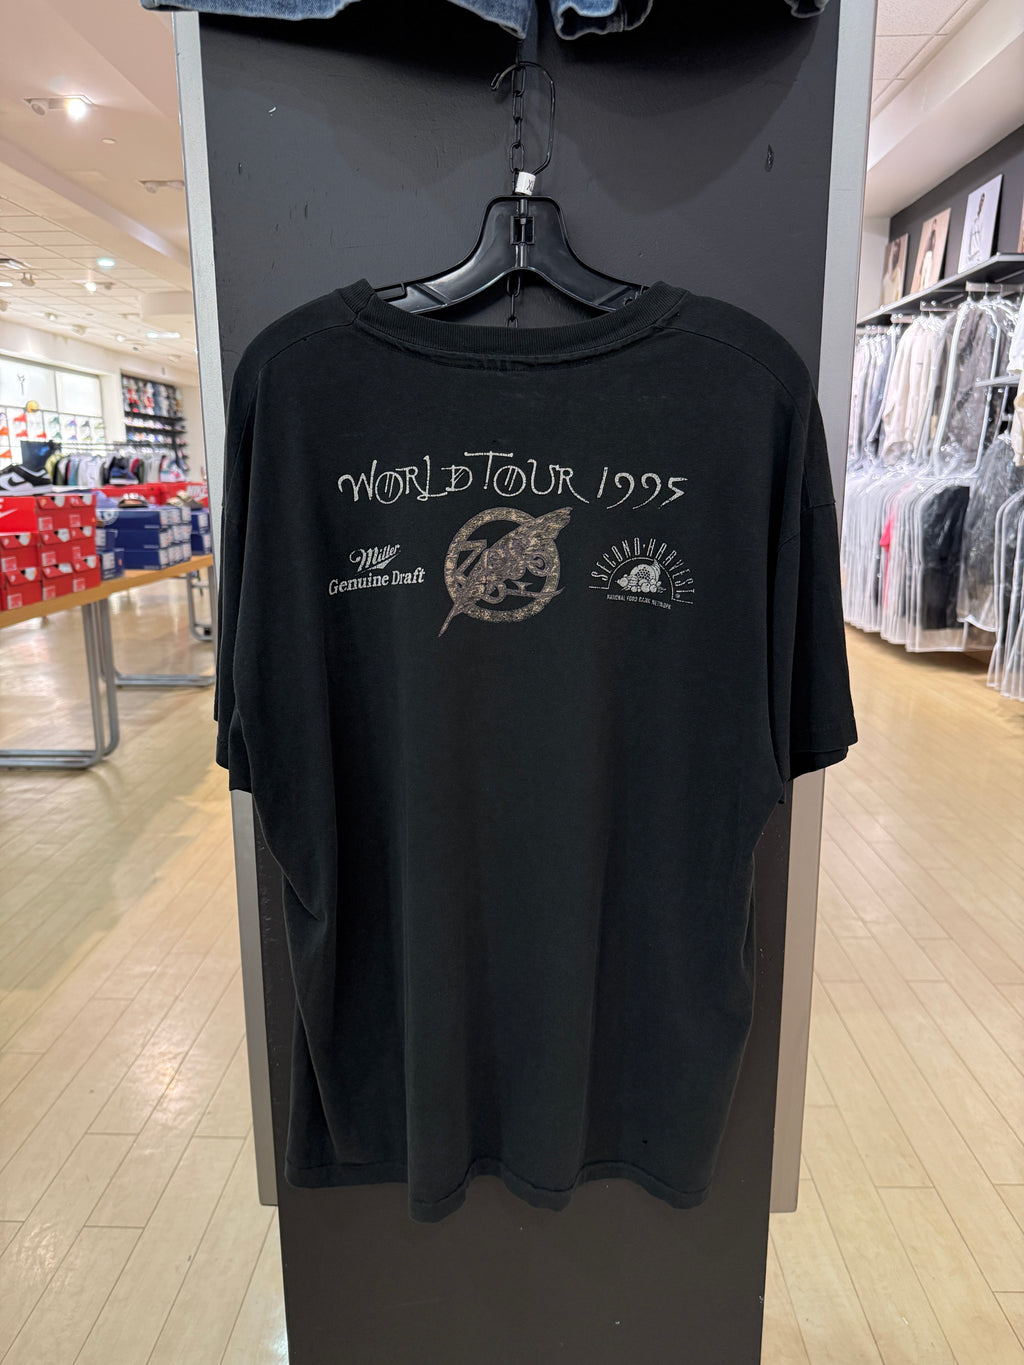 WORLD TOUR 1995
Miller
Genuine Draft
SECOND HARVEST
NATIONAL FOOD BANK NETWORK